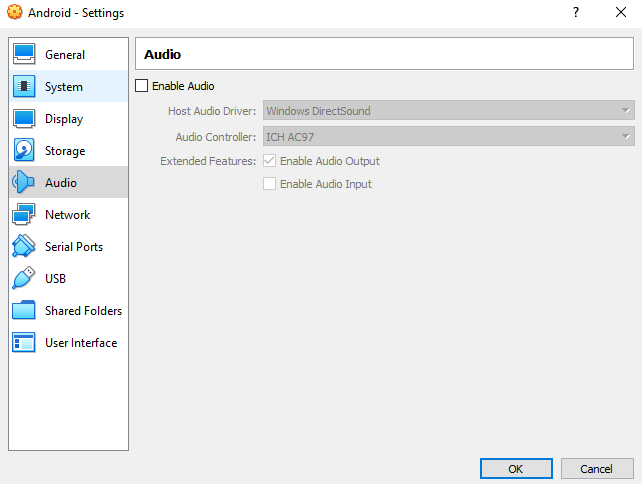 Android - Settings
?
General
System
Display
Storage
Audio
Network
Serial Ports
USB
Shared Folders
User Interface
Audio
Enable Audio
Host Audio Driver: Windows DirectSound
Audio Controller: ICH AC97
Extended Features: Enable Audio Output
Enable Audio Input
OK Cancel